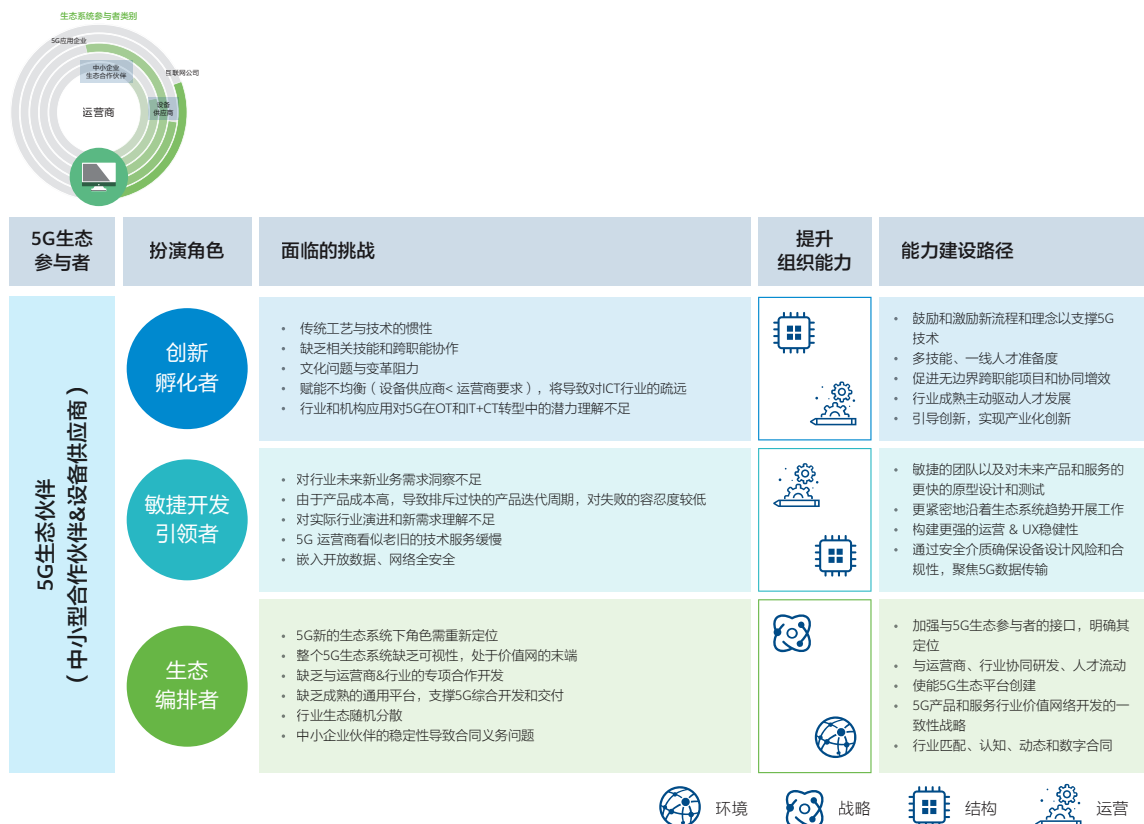 生态系统参与者类别
5G应用企业
中小企业
生态合作伙伴
互联网公司
设备
供应商
运营商
5G生态
参与者
扮演角色
面临的挑战
提升
组织能力
能力建设路径
5G生态伙伴
（中小型合作伙伴&设备供应商）
创新
孵化者
• 传统工艺与技术的惯性
• 缺乏相关技能和跨职能协作
• 文化问题与变革阻力
• 赋能不均衡（设备供应商< 运营商要求），将导致对ICT行业的疏远
• 行业和机构应用对5G在OT和IT+CT转型中的潜力理解不足
• 鼓励和激励新流程和理念以支撑5G
技术
• 多技能、一线人才准备度
• 促进无边界跨职能项目和协同增效
• 行业成熟主动驱动人才发展
• 引导创新，实现产业化创新
敏捷开发
引领者
• 对行业未来新业务需求洞察不足
• 由于产品成本高，导致排斥过快的产品迭代周期，对失败的容忍度较低
• 对实际行业演进和新需求理解不足
• 5G 运营商看似老旧的技术服务缓慢
• 嵌入开放数据、网络全安全
• 敏捷的团队以及对未来产品和服务的
更快的原型设计和测试
• 更紧密地沿着生态系统趋势开展工作
• 构建更强的运营 & UX稳健性
• 通过安全介质确保设备设计风险和合
规性，聚焦5G数据传输
生态
编排者
• 5G新的生态系统下角色需重新定位
• 整个5G生态系统缺乏可视性，处于价值网的末端
• 缺乏与运营商&行业的专项合作开发
• 缺乏成熟的通用平台，支撑5G综合开发和交付
• 行业生态随机分散
• 中小企业伙伴的稳定性导致合同义务问题
• 加强与5G生态参与者的接口，明确其
定位
• 与运营商、行业协同研发、人才流动
• 使能5G生态平台创建
• 5G产品和服务行业价值网络开发的一
致性战略
• 行业匹配、认知、动态和数字合同
环境
战略
结构
运营